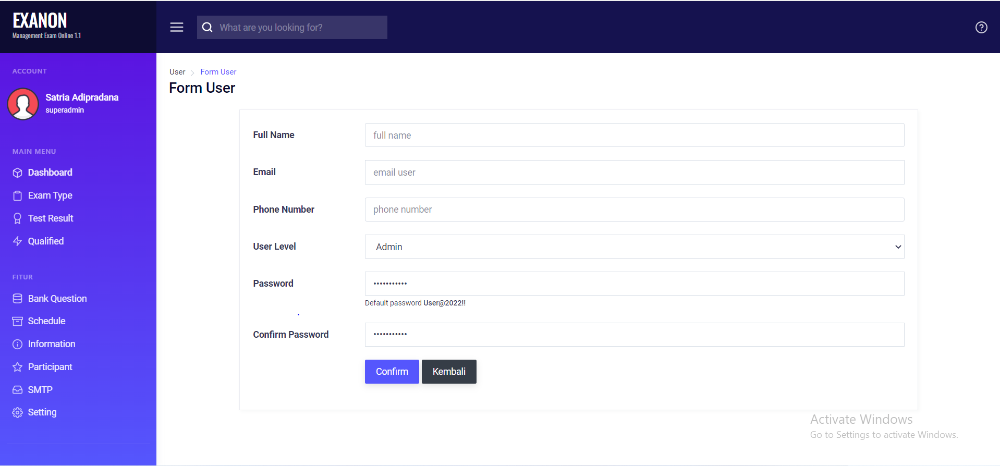 EXANON
Management Exam Online 1.1
What are you looking for?
ACCOUNT
Satria Adipradana
superadmin
MAIN MENU
Dashboard
Exam Type
Test Result
Qualified
FITUR
Bank Question
Schedule
Information
Participant
SMTP
Setting
User
Form User
Form User
Full Name
full name
Email
email user
Phone Number
phone number
User Level
Admin
Password
•••••••••••
Default password User@2022!!
Confirm Password
•••••••••••
Confirm
Kembali
Activate Windows
Go to Settings to activate Windows.